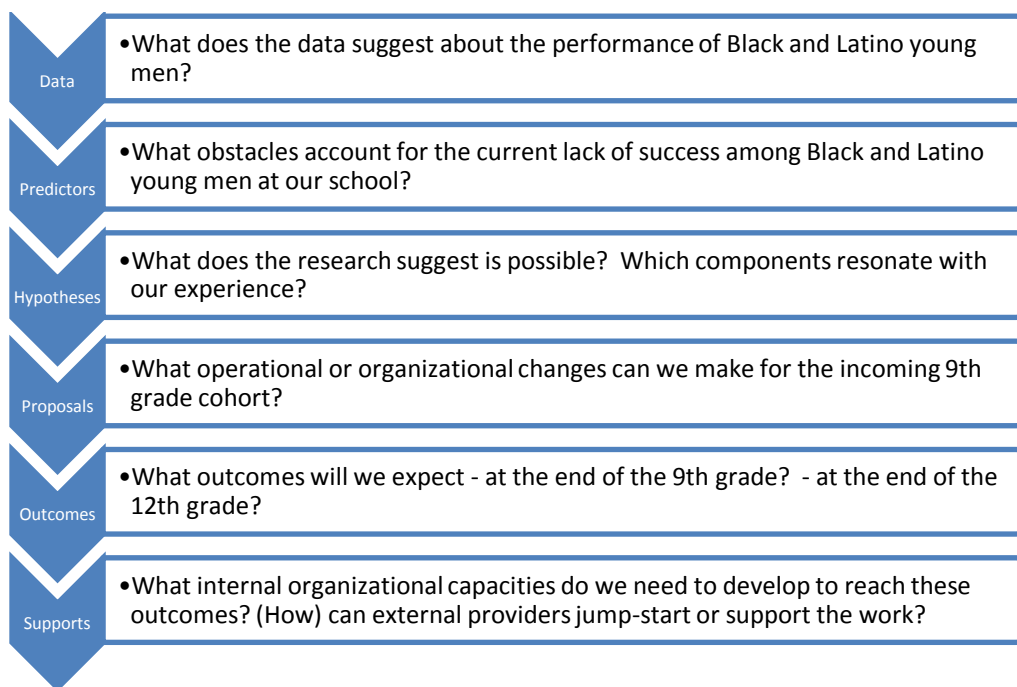 Data
•What does the data suggest about the performance of Black and Latino young
men?
Predictors
•What obstacles account for the current lack of success among Black and Latino
young men at our school?
Hypotheses
•What does the research suggest is possible?  Which components resonate with
our experience?
Proposals
•What operational or organizational changes can we make for the incoming 9th
grade cohort?
Outcomes
•What outcomes will we expect - at the end of the 9th grade?  - at the end of the
12th grade?
Supports
•What internal organizational capacities do we need to develop to reach these
outcomes? (How) can external providers jump-start or support the work?